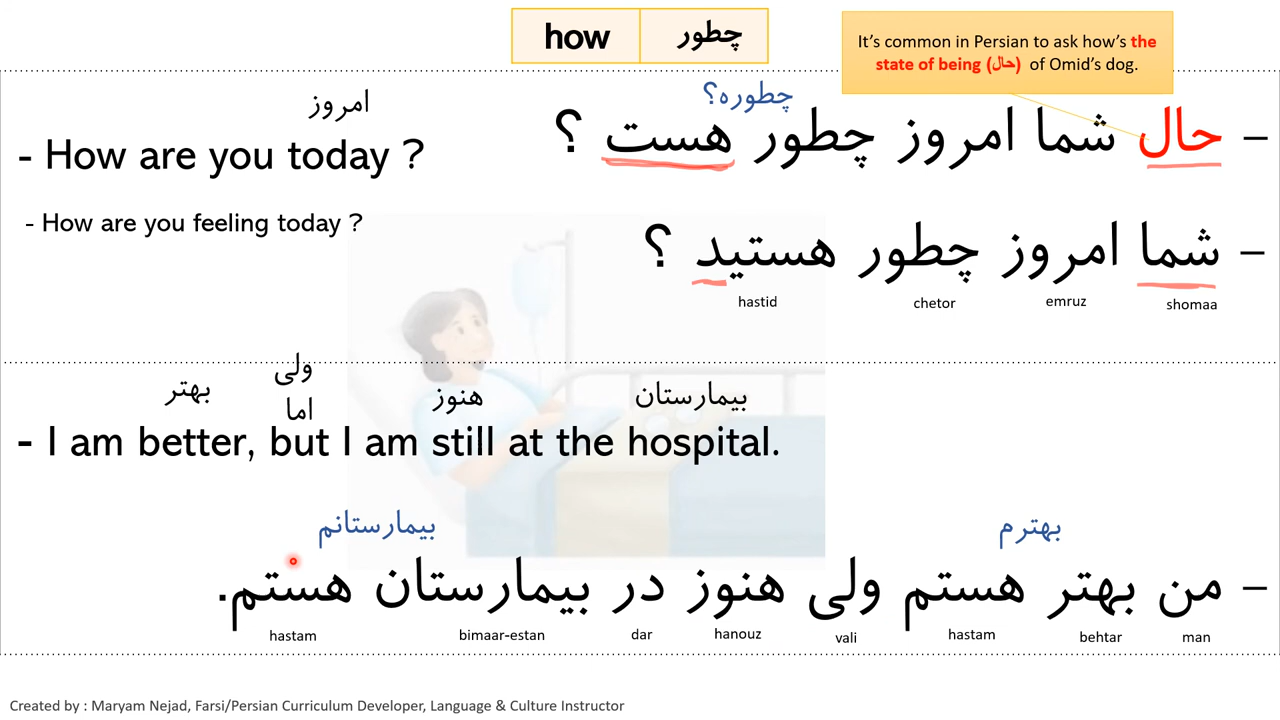 how چطور
It's common in Persian to ask how's the
state of being (حال) of Omid's dog.
امروز
چطوره؟
- How are you today ?
– حال شما امروز چطور هست ؟
- How are you feeling today ?
– شما امروز چطور هستید ؟
hastid chetor emruz shomaa
ولی
بهتر
اما
هنوز
بیمارستان
- I am better, but I am still at the hospital.
بیمارستانم
بهترم
– من بهتر هستم ولی هنوز در بیمارستان هستم.
hastam bimaar-estan dar hanouz vali hastam behtar man
Created by : Maryam Nejad, Farsi/Persian Curriculum Developer, Language & Culture Instructor